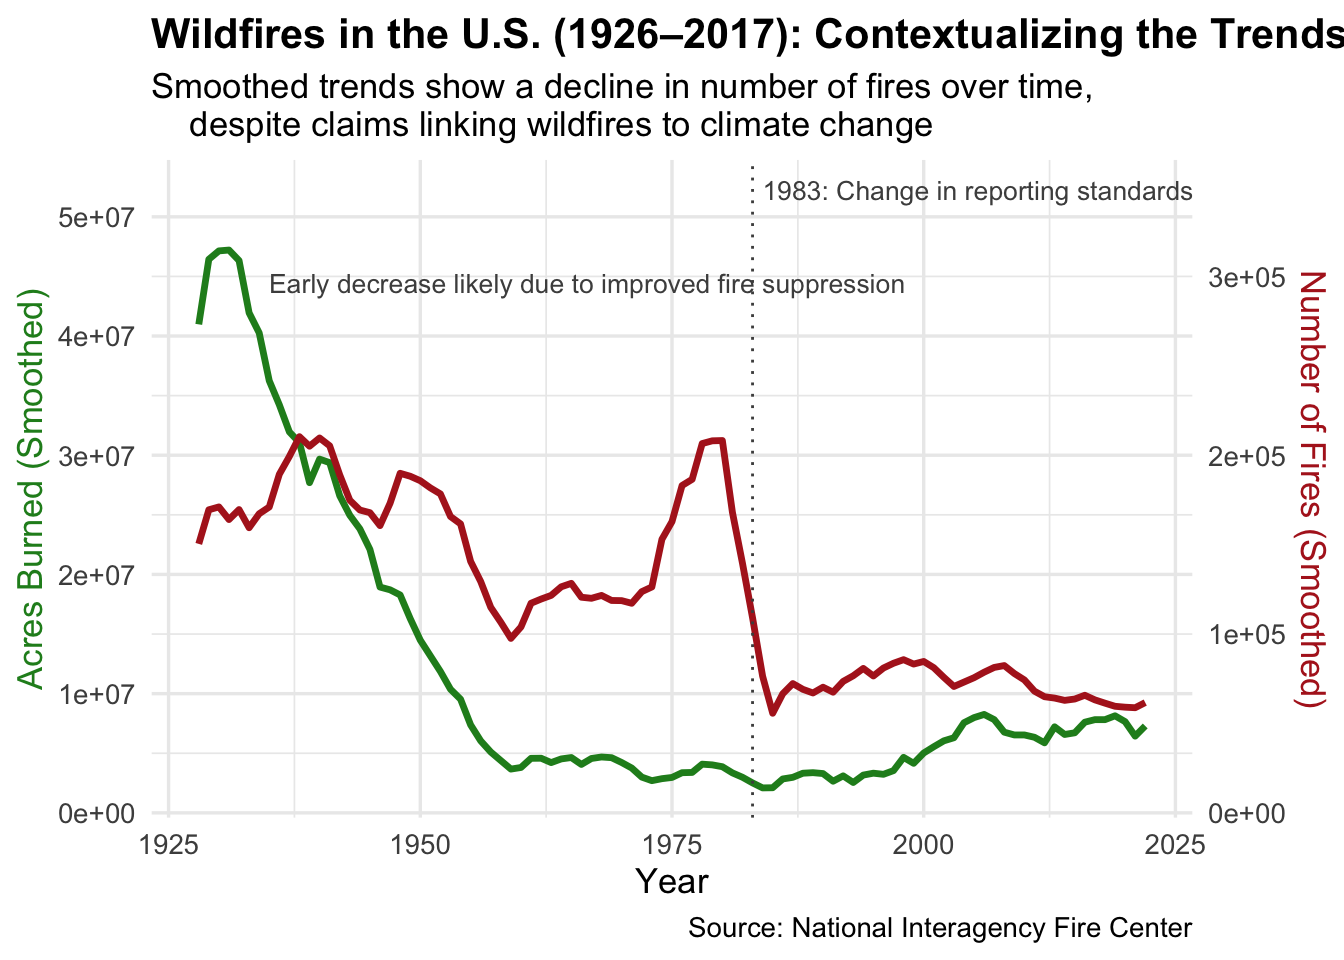 Wildfires in the U.S. (1926–2017): Contextualizing the Trends
Smoothed trends show a decline in number of fires over time,
despite claims linking wildfires to climate change
1983: Change in reporting standards
Early decrease likely due to improved fire suppression
Acres Burned (Smoothed)
5e+07
4e+07
3e+07
2e+07
1e+07
0e+00
3e+05
2e+05
1e+05
0e+00
Number of Fires (Smoothed)
1925 1950 1975 2000 2025
Year
Source: National Interagency Fire Center